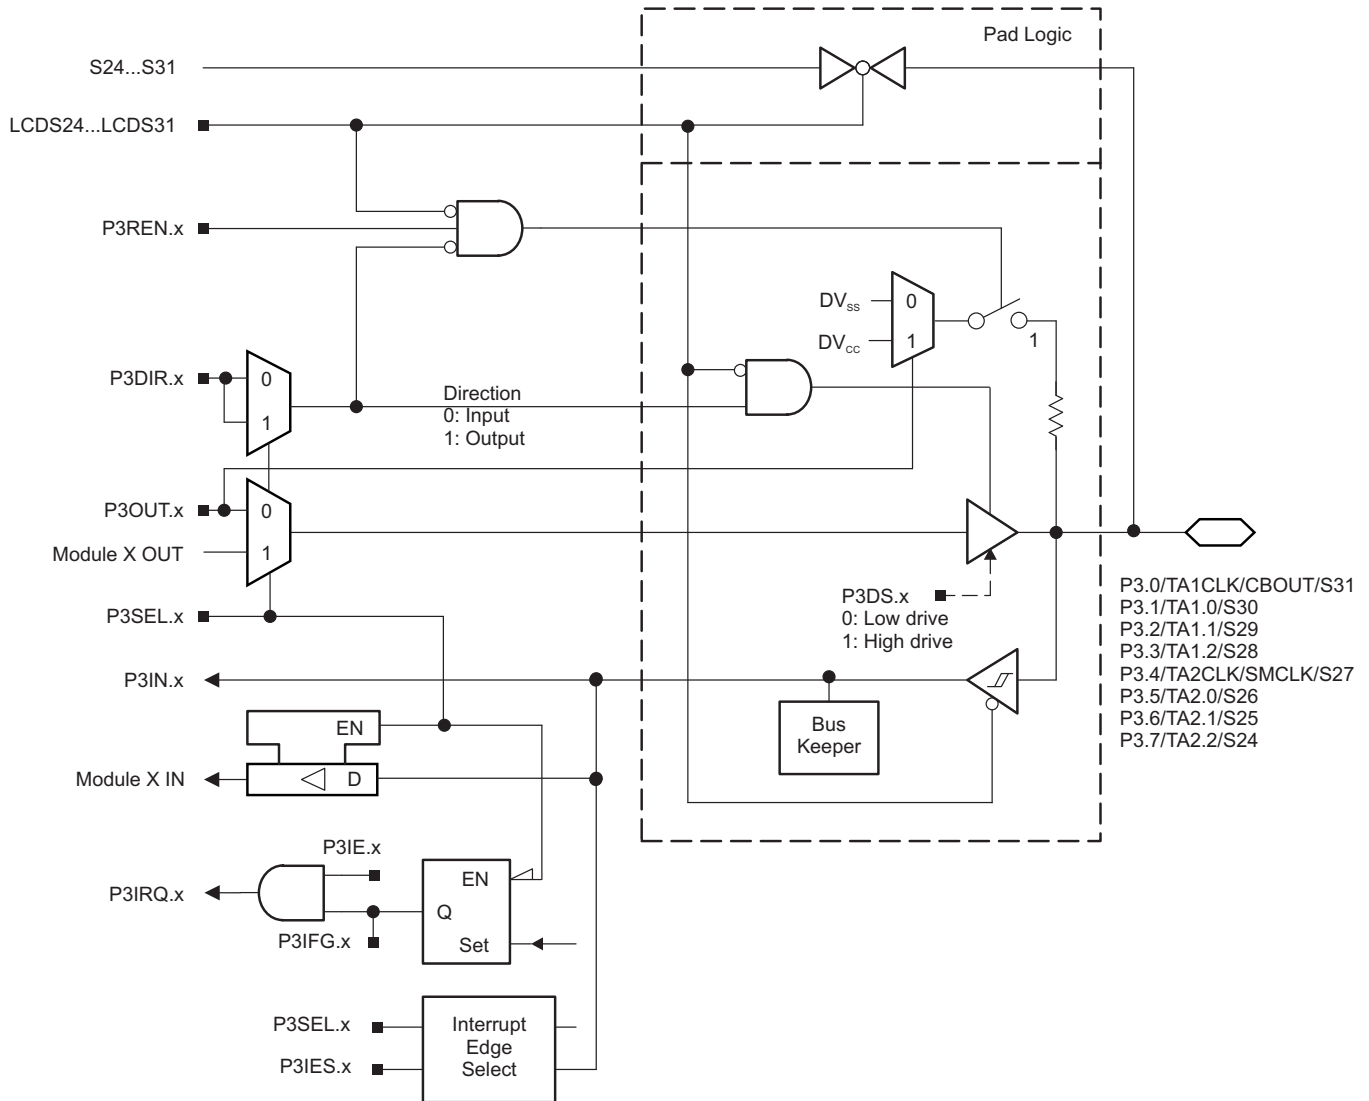 Pad Logic
S24...S31
LCDS24...LCDS31
P3REN.x
DVSS
0
DVCC
1
1
P3DIR.x
0
1
Direction
0: Input
1: Output
P3OUT.x
0
Module X OUT
1
P3DS.x
0: Low drive
1: High drive
P3SEL.x
P3IN.x
Bus
Keeper
P3.0/TA1CLK/CBOUT/S31
P3.1/TA1.0/S30
P3.2/TA1.1/S29
P3.3/TA1.2/S28
P3.4/TA2CLK/SMCLK/S27
P3.5/TA2.0/S26
P3.6/TA2.1/S25
P3.7/TA2.2/S24
EN
Module X IN
D
P3IE.x
P3IRQ.x
EN
Q
P3IFG.x
Set
P3SEL.x
P3IES.x
Interrupt
Edge
Select